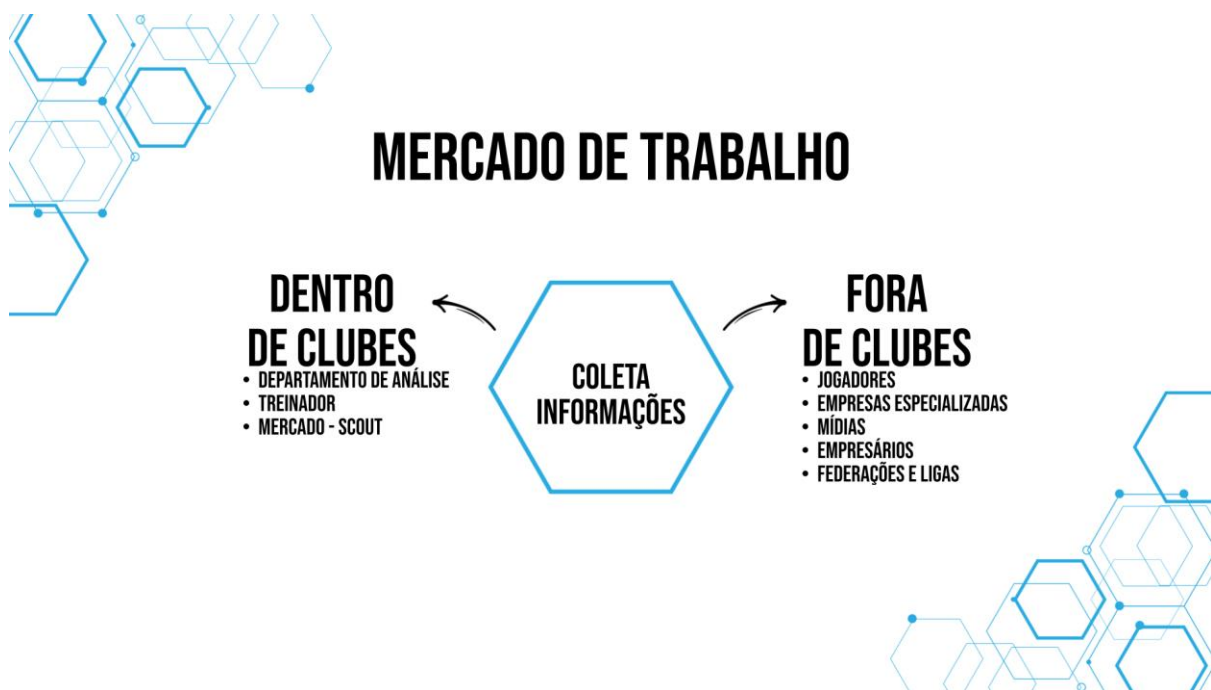 MERCADO DE TRABALHO
DENTRO
DE CLUBES
• DEPARTAMENTO DE ANÁLISE
• TREINADOR
• MERCADO - SCOUT
COLETA
INFORMAÇÕES
FORA
DE CLUBES
• JOGADORES
• EMPRESAS ESPECIALIZADAS
• MÍDIAS
• EMPRESÁRIOS
• FEDERAÇÕES E LIGAS